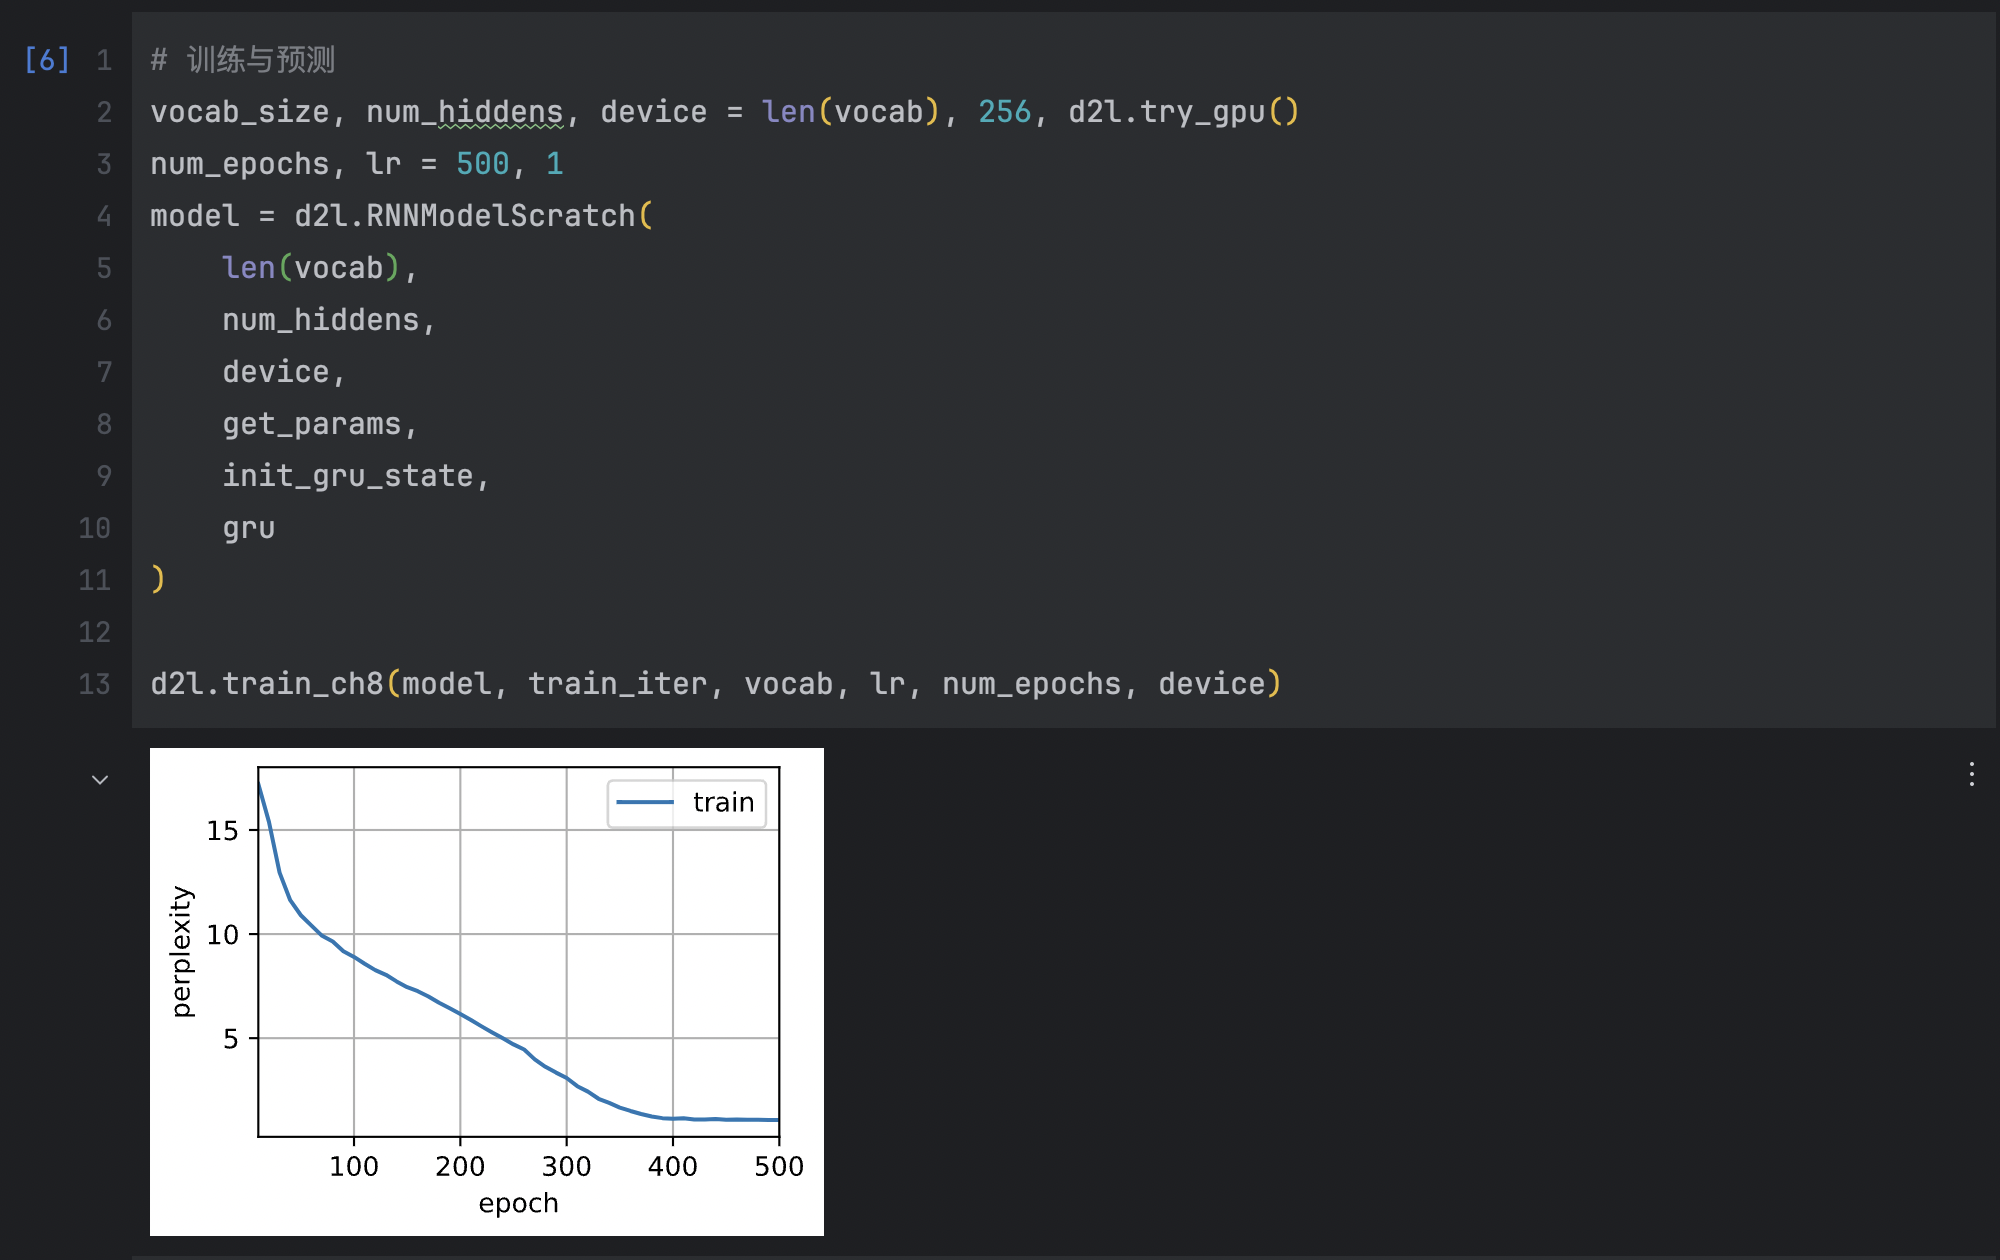 [6] 1 # 训练与预测
2 vocab_size, num_hiddens, device = len(vocab), 256, d2l.try_gpu()
3 num_epochs, lr = 500, 1
4 model = d2l.RNNModelScratch(
5     len(vocab),
6     num_hiddens,
7     device,
8     get_params,
9     init_gru_state,
10     gru
11 )
12
13 d2l.train_ch8(model, train_iter, vocab, lr, num_epochs, device)
train
15
10
5
perplexity
100 200 300 400 500
epoch